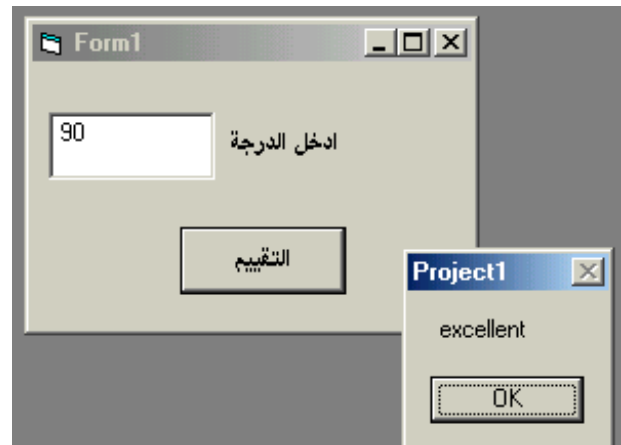 Form1
90
ادخل الدرجة
التقييم
Project1
excellent
OK